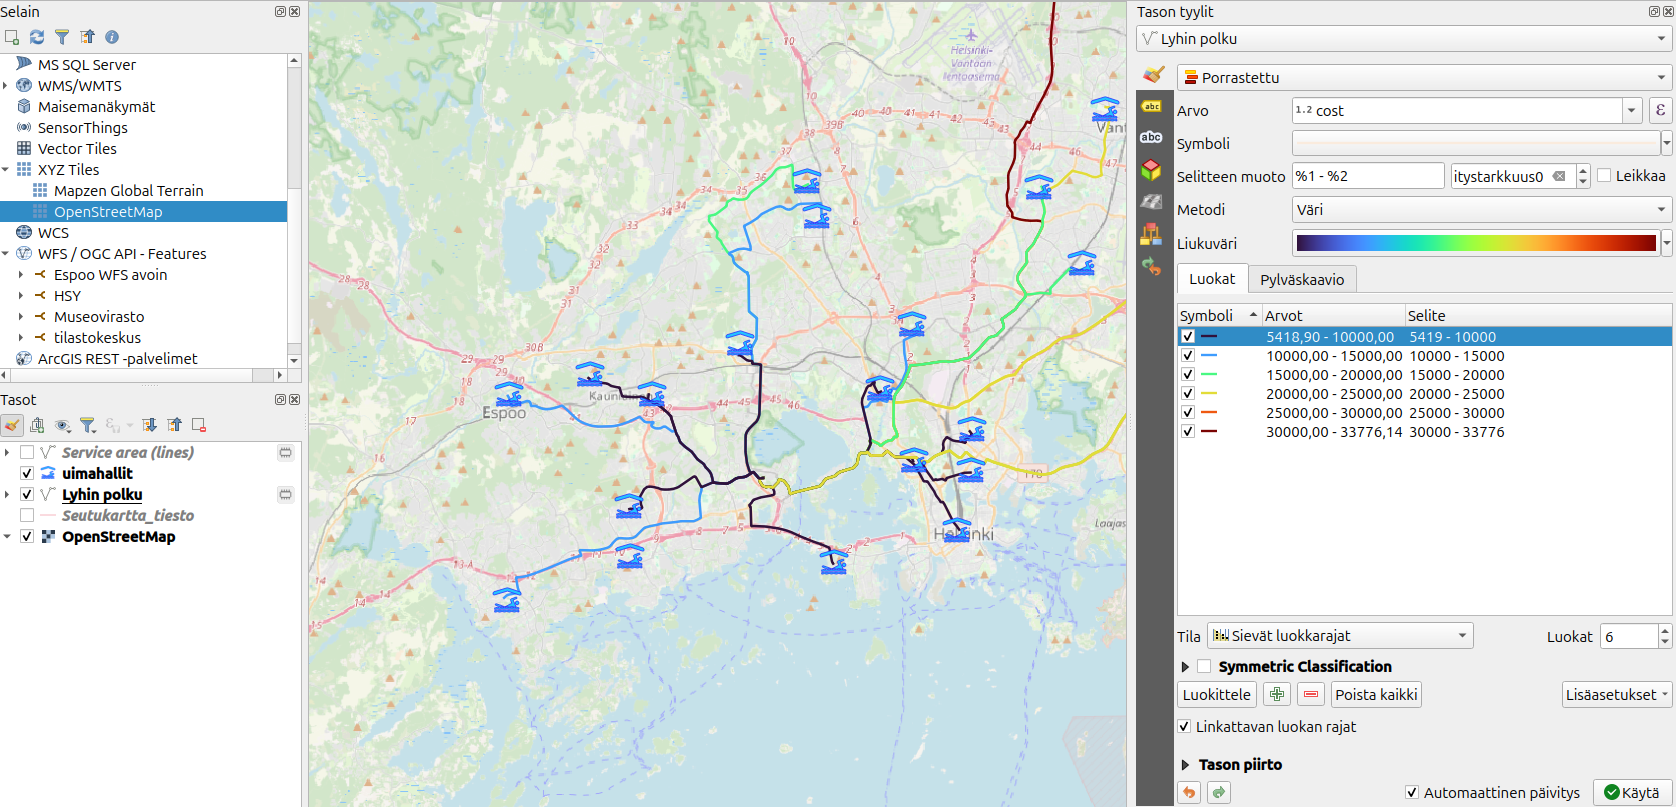 Selain
MS SQL Server
WMS/WMTS
Maisemanäkymät
SensorThings
Vector Tiles
XYZ Tiles
Mapzen Global Terrain
OpenStreetMap
WCS
WFS / OGC API - Features
Espoo WFS avoin
HSY
Museovirasto
tilastokeskus
ArcGIS REST -palvelimet
Tasot
Service area (lines)
uimahallit
Lyhin polku
Seutukartta_tiesto
OpenStreetMap
Helsinki-
Vantaan
lentoasema
Espoo
Helsinki
Laajas
Tason tyylit
Lyhin polku
Porrastettu
Arvo
1.2 cost
ε
Symboli
Selitteen muoto
%1 - %2
itystarkkuus0
Leikkaa
Metodi
Väri
Liukuväri
Luokat
Pylväskaavio
Symboli Arvot Selite
5418,90 - 10000,00 5419 - 10000
10000,00 - 15000,00 10000 - 15000
15000,00 - 20000,00 15000 - 20000
20000,00 - 25000,00 20000 - 25000
25000,00 - 30000,00 25000 - 30000
30000,00 - 33776,14 30000 - 33776
Tila
Sievät luokkarajat
Luokat
6
Symmetric Classification
Luokittele
Poista kaikki
Lisäasetukset
Linkattavan luokan rajat
Tason piirto
Automaattinen päivitys
Käytä